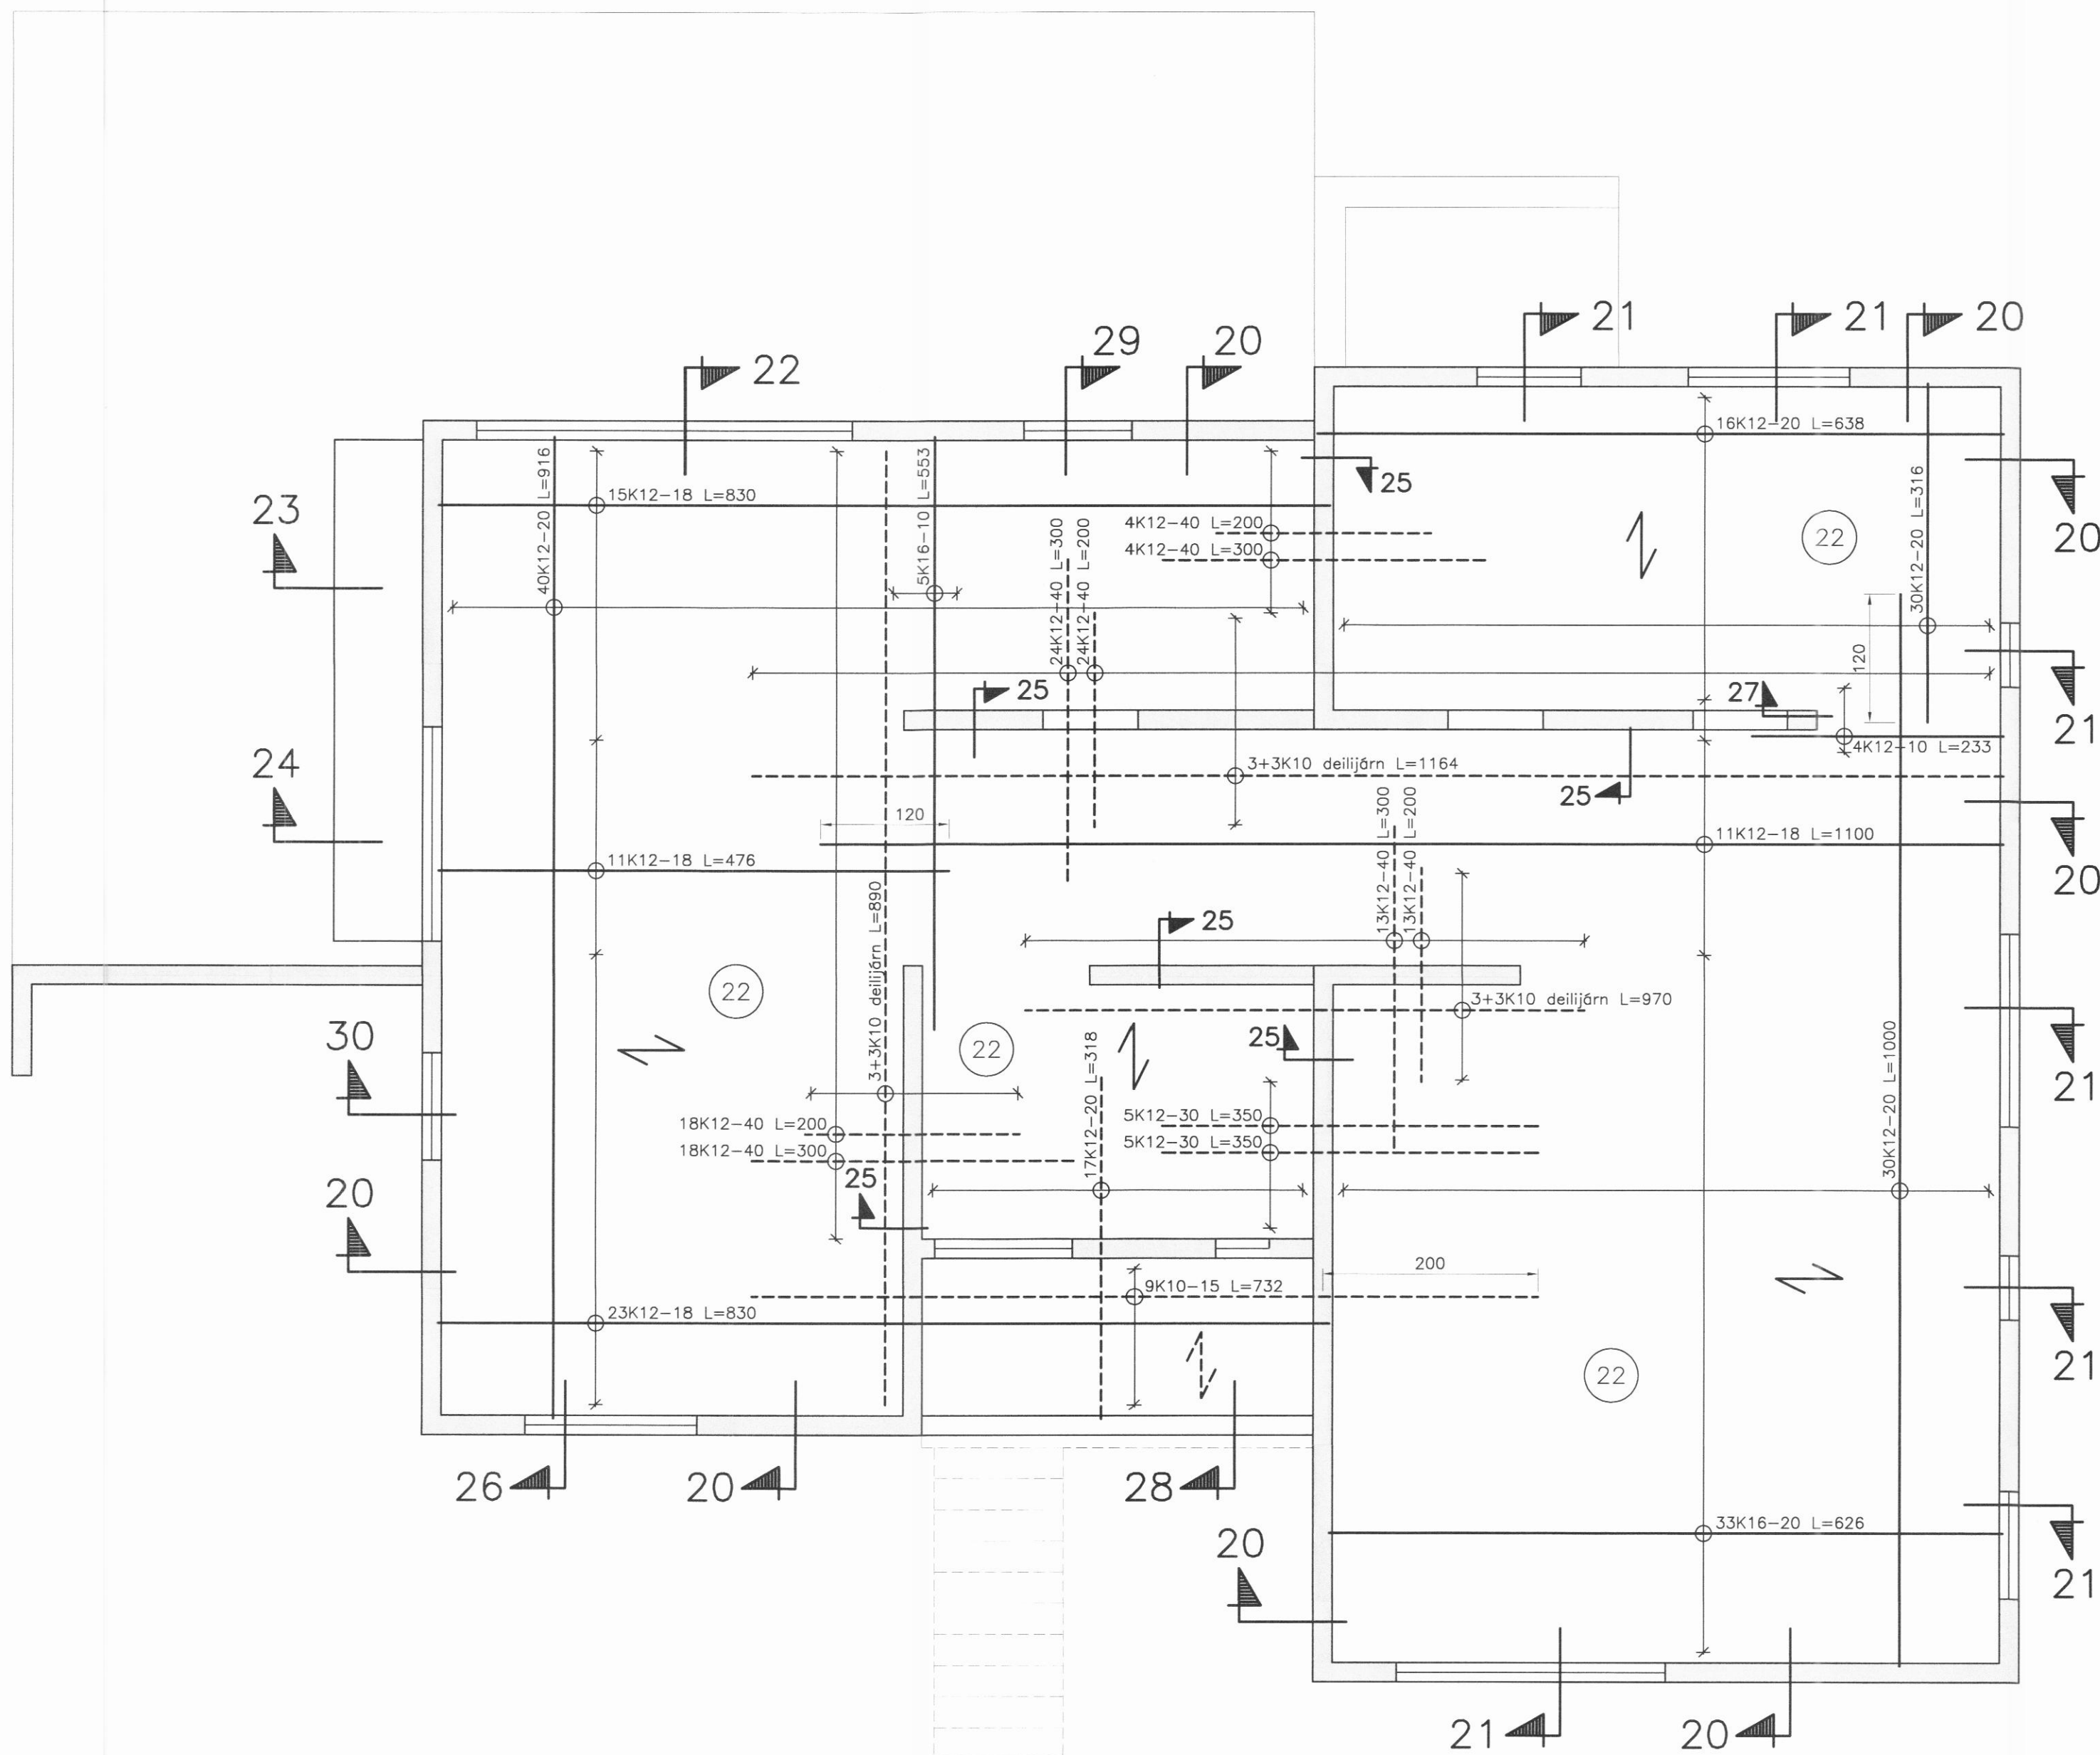 21
21
20
29
20
22
16K12-20 L=638
40K12-20 L=916
5K16-10 L=553
25
30K12-20 L=316
15K12-18 L=830
23
4K12-40 L=200
4K12-40 L=300
24K12-40 L=300
24K12-40 L=200
22
20
120
25
27
21
4K12-10 L=233
3+3K10 deilijárn L=1164
24
25
120
13K12-40 L=300
13K12-40 L=200
11K12-18 L=1100
11K12-18 L=476
20
3+3K10 deilijárn L=890
25
22
3+3K10 deilijárn L=970
30
22
25
17K12-20 L=318
30K12-20 L=1000
21
18K12-40 L=200
5K12-30 L=350
18K12-40 L=300
5K12-30 L=350
25
20
200
9K10-15 L=732
23K12-18 L=830
21
22
26
20
28
33K16-20 L=626
20
21
21
20